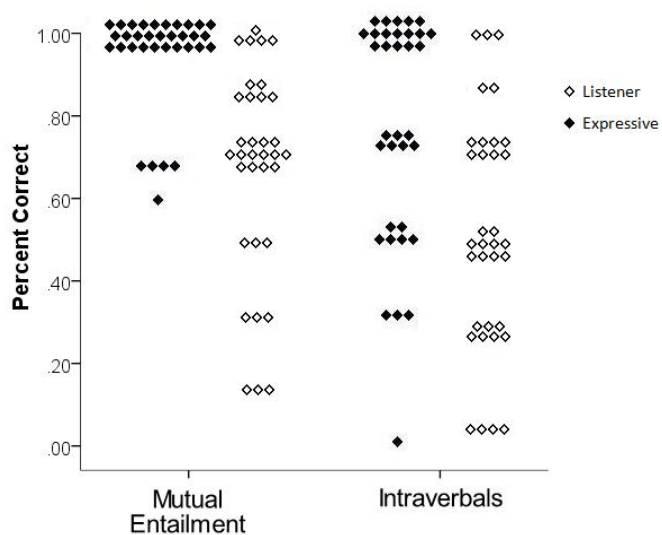 1.00
.80
.60
.40
.20
.00
Percent Correct
Mutual
Entailment
Intraverbals
Listener
Expressive